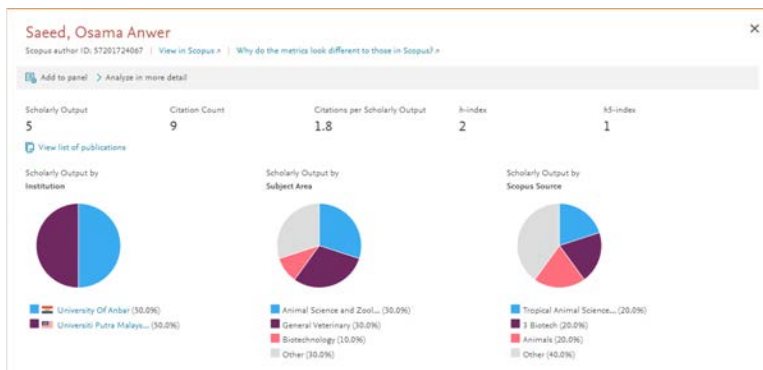 Saeed, Osama Anwer
Scopus author ID: 57201724067 | View in Scopus ↗ | Why do the metrics look different to those in Scopus? ↗
Add to panel > Analyze in more detail
Scholarly Output
5
Citation Count
9
Citations per Scholarly Output
1.8
h-index
2
h5-index
1
View list of publications
Scholarly Output by
Institution
University Of Anbar (50.0%)
Universiti Putra Malays... (50.0%)
Scholarly Output by
Subject Area
Animal Science and Zool... (30.0%)
General Veterinary (30.0%)
Biotechnology (10.0%)
Other (30.0%)
Scholarly Output by
Scopus Source
Tropical Animal Science... (20.0%)
3 Biotech (20.0%)
Animals (20.0%)
Other (40.0%)